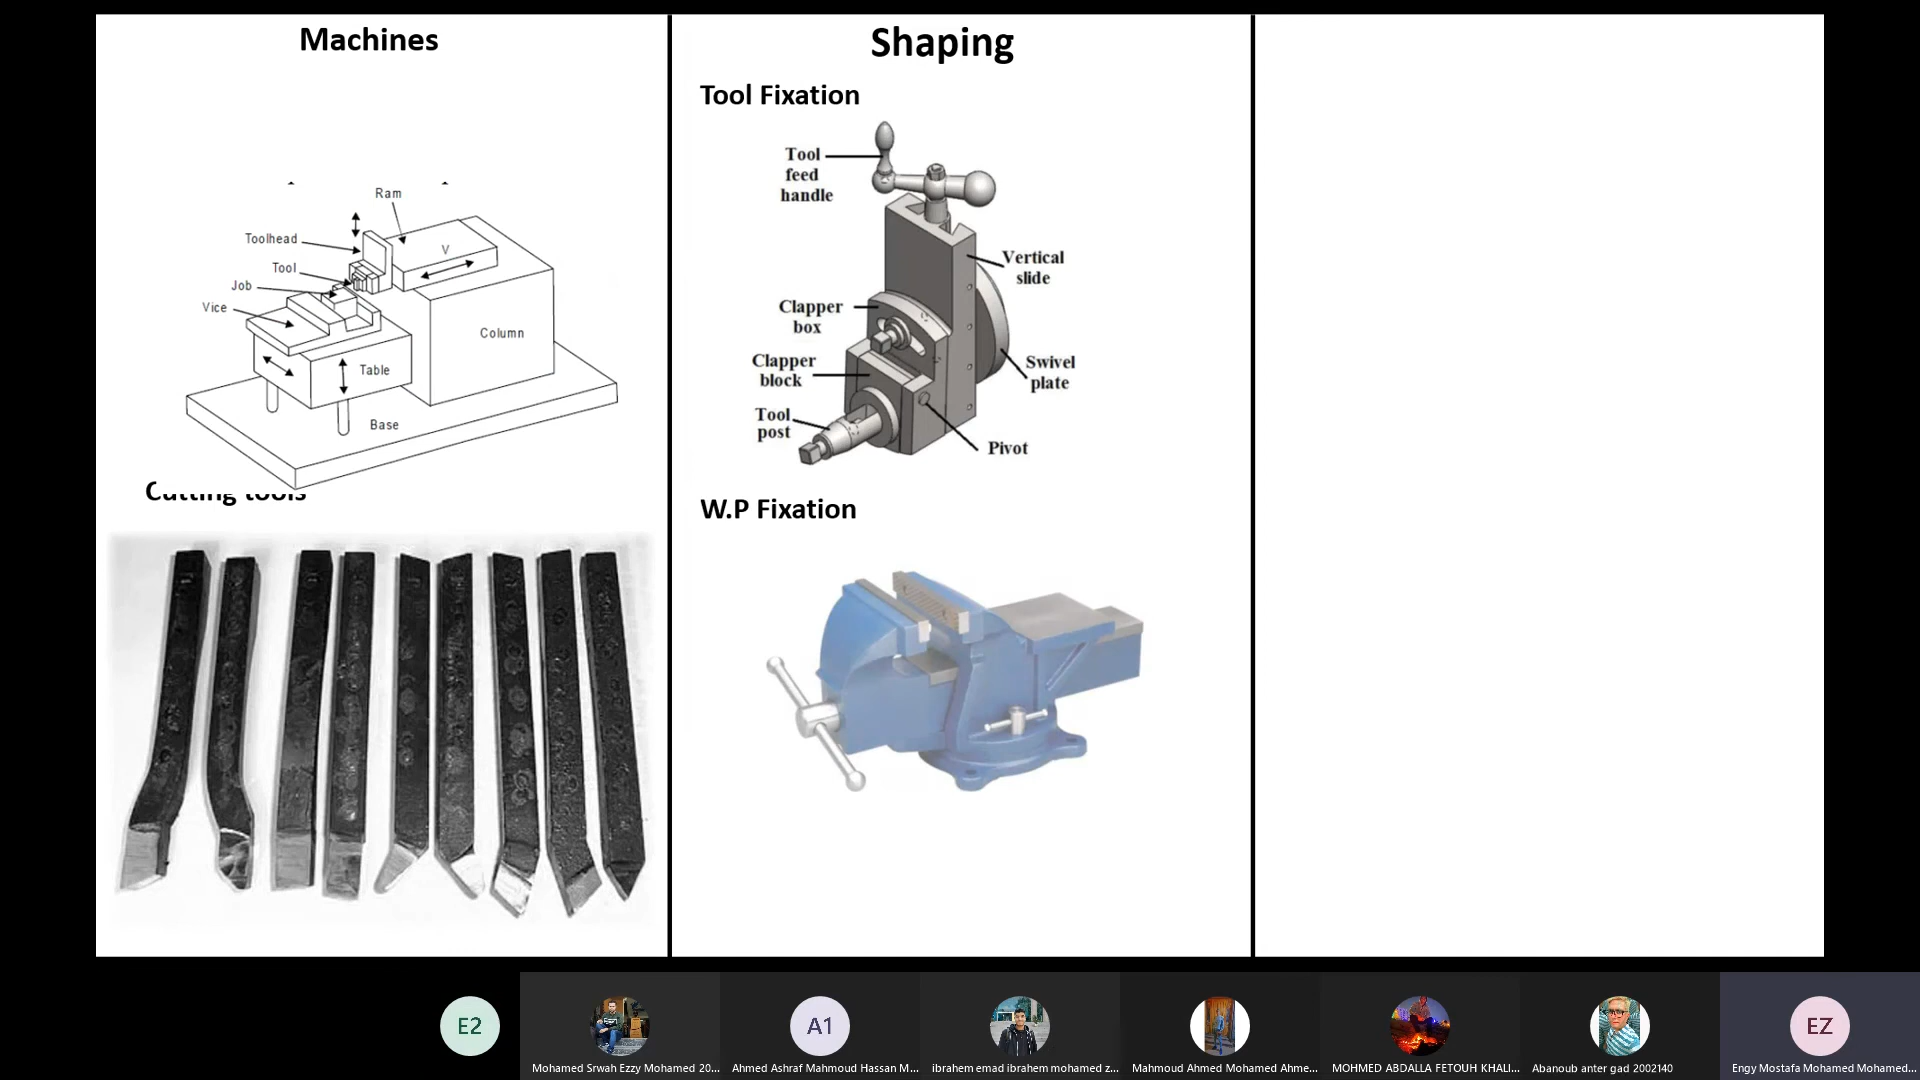 Machines
Ram
Toolhead
V
Tool
Job
Vice
Column
Table
Base
Cutting tools
Shaping
Tool Fixation
Tool
feed
handle
Vertical
slide
Clapper
box
Clapper
block
Swivel
plate
Tool
post
Pivot
W.P Fixation
E2
Mohamed Srwah Ezzy Mohamed 20...
A1
Ahmed Ashraf Mahmoud Hassan M...
ibrahem emad ibrahem mohamed z...
Mahmoud Ahmed Mohamed Ahme...
MOHMED ABDALLA FETOUH KHALI...
Abanoub anter gad 2002140
EZ
Engy Mostafa Mohamed Mohamed...